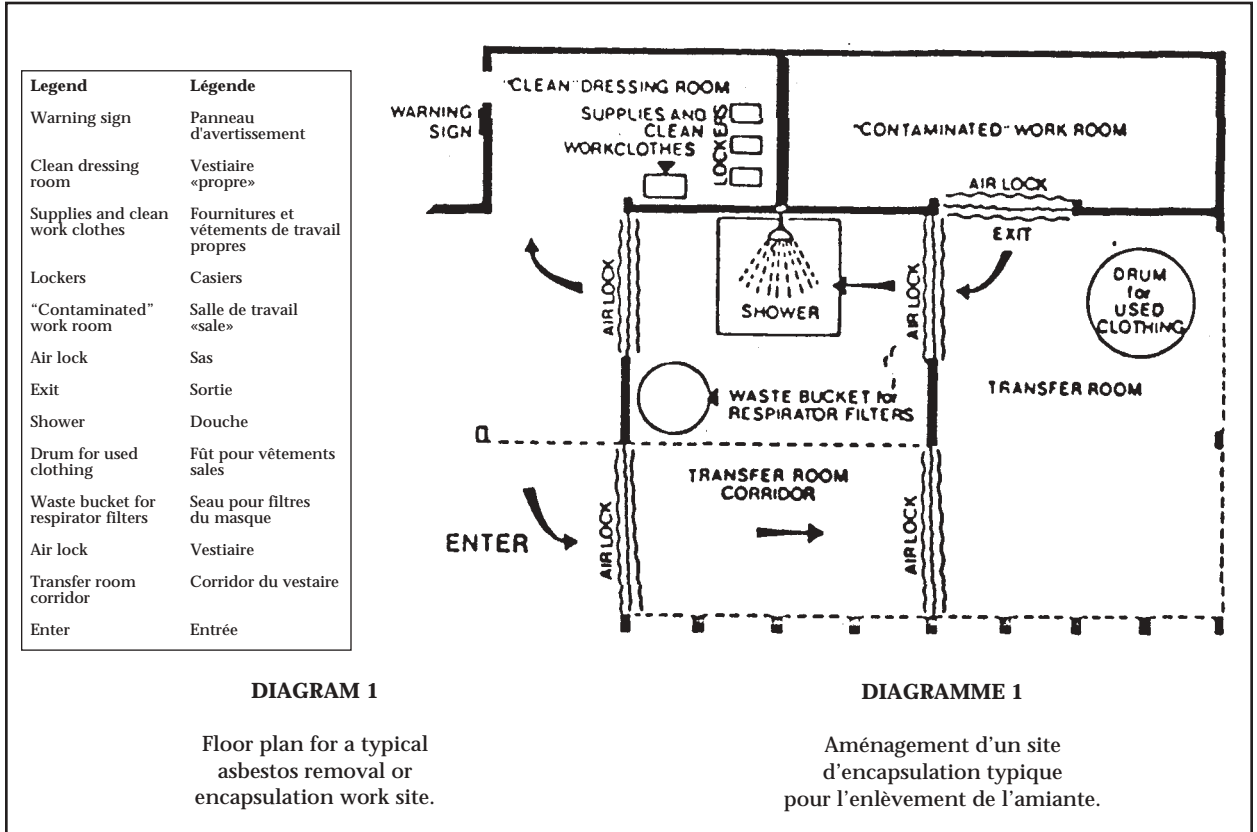 Legend Légende
Warning sign Panneau
d'avertissement
Clean dressing Vestiaire
room «propre»
Supplies and clean Fournitures et
work clothes vêtements de travail
propres
Lockers Casiers
“Contaminated” Salle de travail
work room «sale»
Air lock Sas
Exit Sortie
Shower Douche
Drum for used Fût pour vêtements
clothing sales
Waste bucket for Seau pour filtres
respirator filters du masque
Air lock Vestiaire
Transfer room Corridor du vestaire
corridor
Enter Entrée
WARNING
SIGN
"CLEAN" DRESSING ROOM
SUPPLIES AND
CLEAN
WORKCLOTHES
LOCKERS
"CONTAMINATED" WORK ROOM
AIR LOCK
EXIT
AIR LOCK
SHOWER
AIR LOCK
DRUM
for
USED
CLOTHING
WASTE BUCKET for
RESPIRATOR FILTERS
TRANSFER ROOM
TRANSFER ROOM
CORRIDOR
ENTER
AIR LOCK
AIR LOCK
DIAGRAM 1
Floor plan for a typical
asbestos removal or
encapsulation work site.
DIAGRAMME 1
Aménagement d’un site
d’encapsulation typique
pour l’enlèvement de l’amiante.